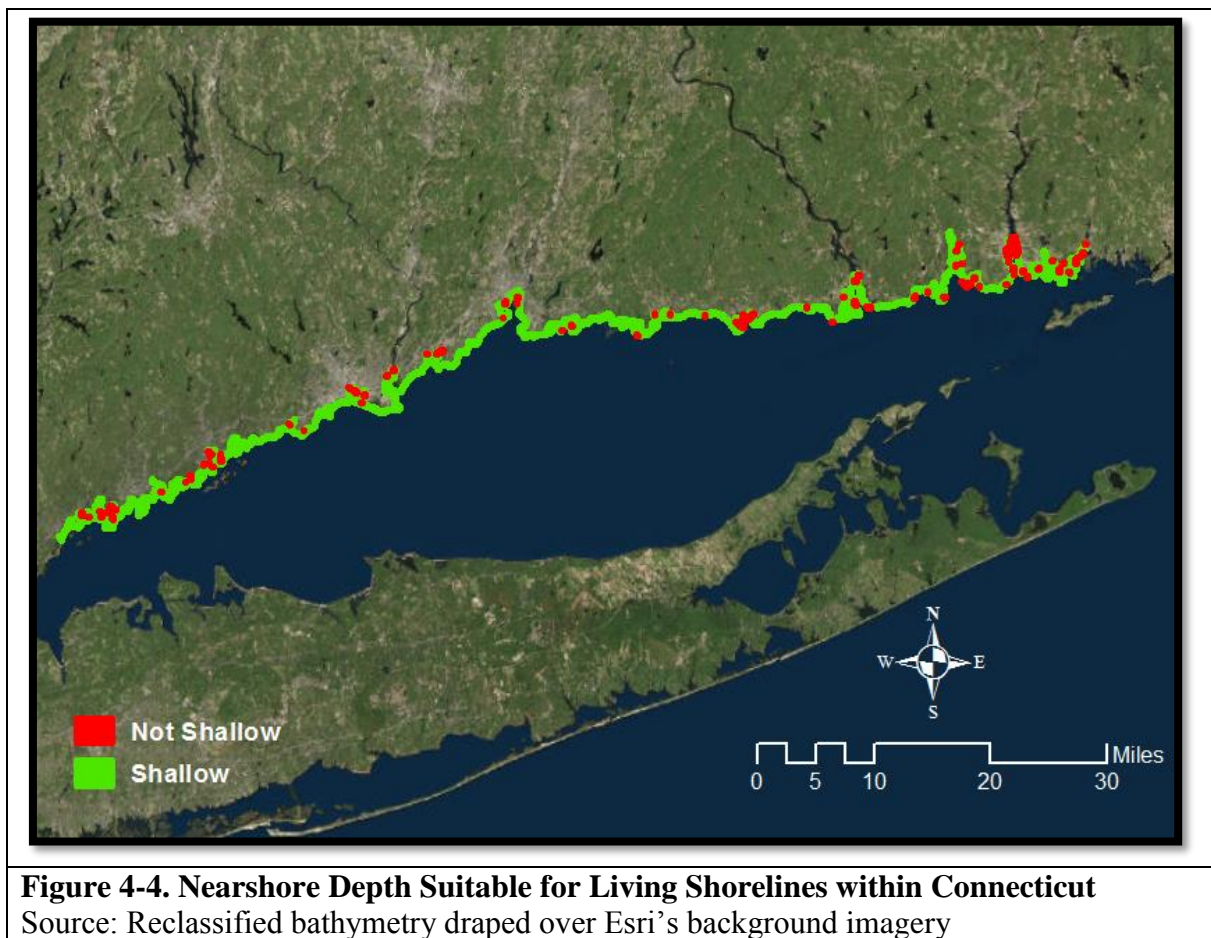 N
W E
S
Not Shallow
Shallow
Miles
0 5 10 20 30
Figure 4-4. Nearshore Depth Suitable for Living Shorelines within Connecticut
Source: Reclassified bathymetry draped over Esri’s background imagery